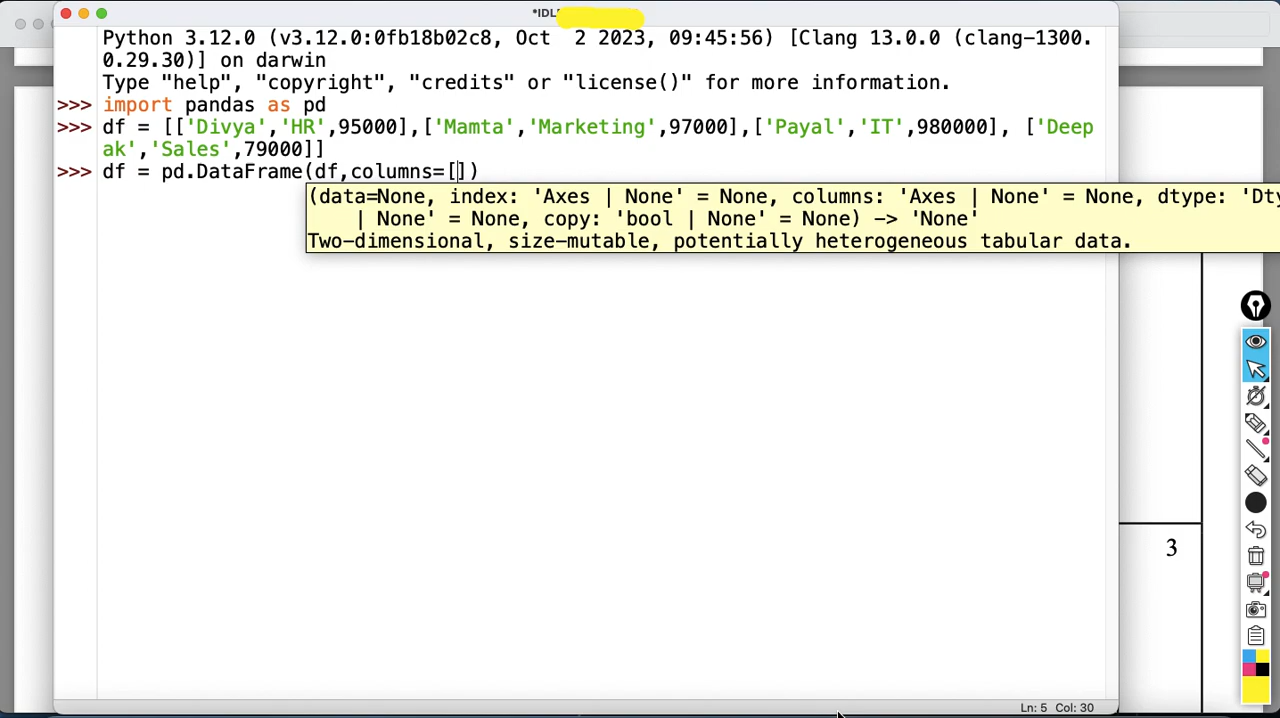 *IDL
Python 3.12.0 (v3.12.0:0fb18b02c8, Oct  2 2023, 09:45:56) [Clang 13.0.0 (clang-1300.
0.29.30)] on darwin
Type "help", "copyright", "credits" or "license()" for more information.
>>> import pandas as pd
>>> df = [['Divya','HR',95000],['Mamta','Marketing',97000],['Payal','IT',980000], ['Deep
ak','Sales',79000]]
>>> df = pd.DataFrame(df,columns=[])
(data=None, index: 'Axes | None' = None, columns: 'Axes | None' = None, dtype: 'Dty
| None' = None, copy: 'bool | None' = None) -> 'None'
Two-dimensional, size-mutable, potentially heterogeneous tabular data.
3
Ln: 5  Col: 30